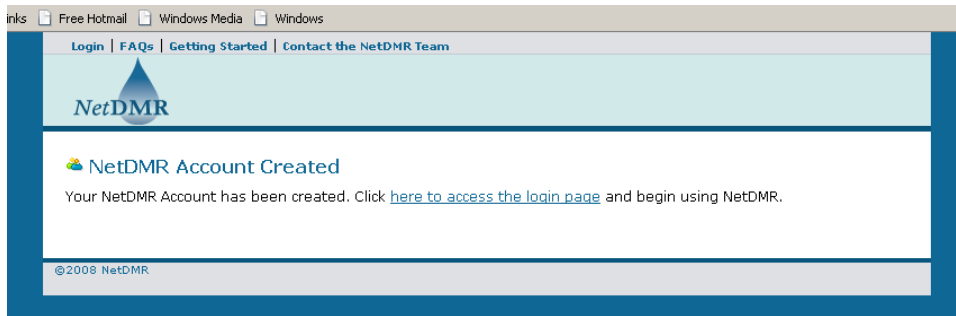 inks Free Hotmail Windows Media Windows
Login | FAQs | Getting Started | Contact the NetDMR Team
NetDMR
NetDMR Account Created
Your NetDMR Account has been created. Click here to access the login page and begin using NetDMR.
©2008 NetDMR